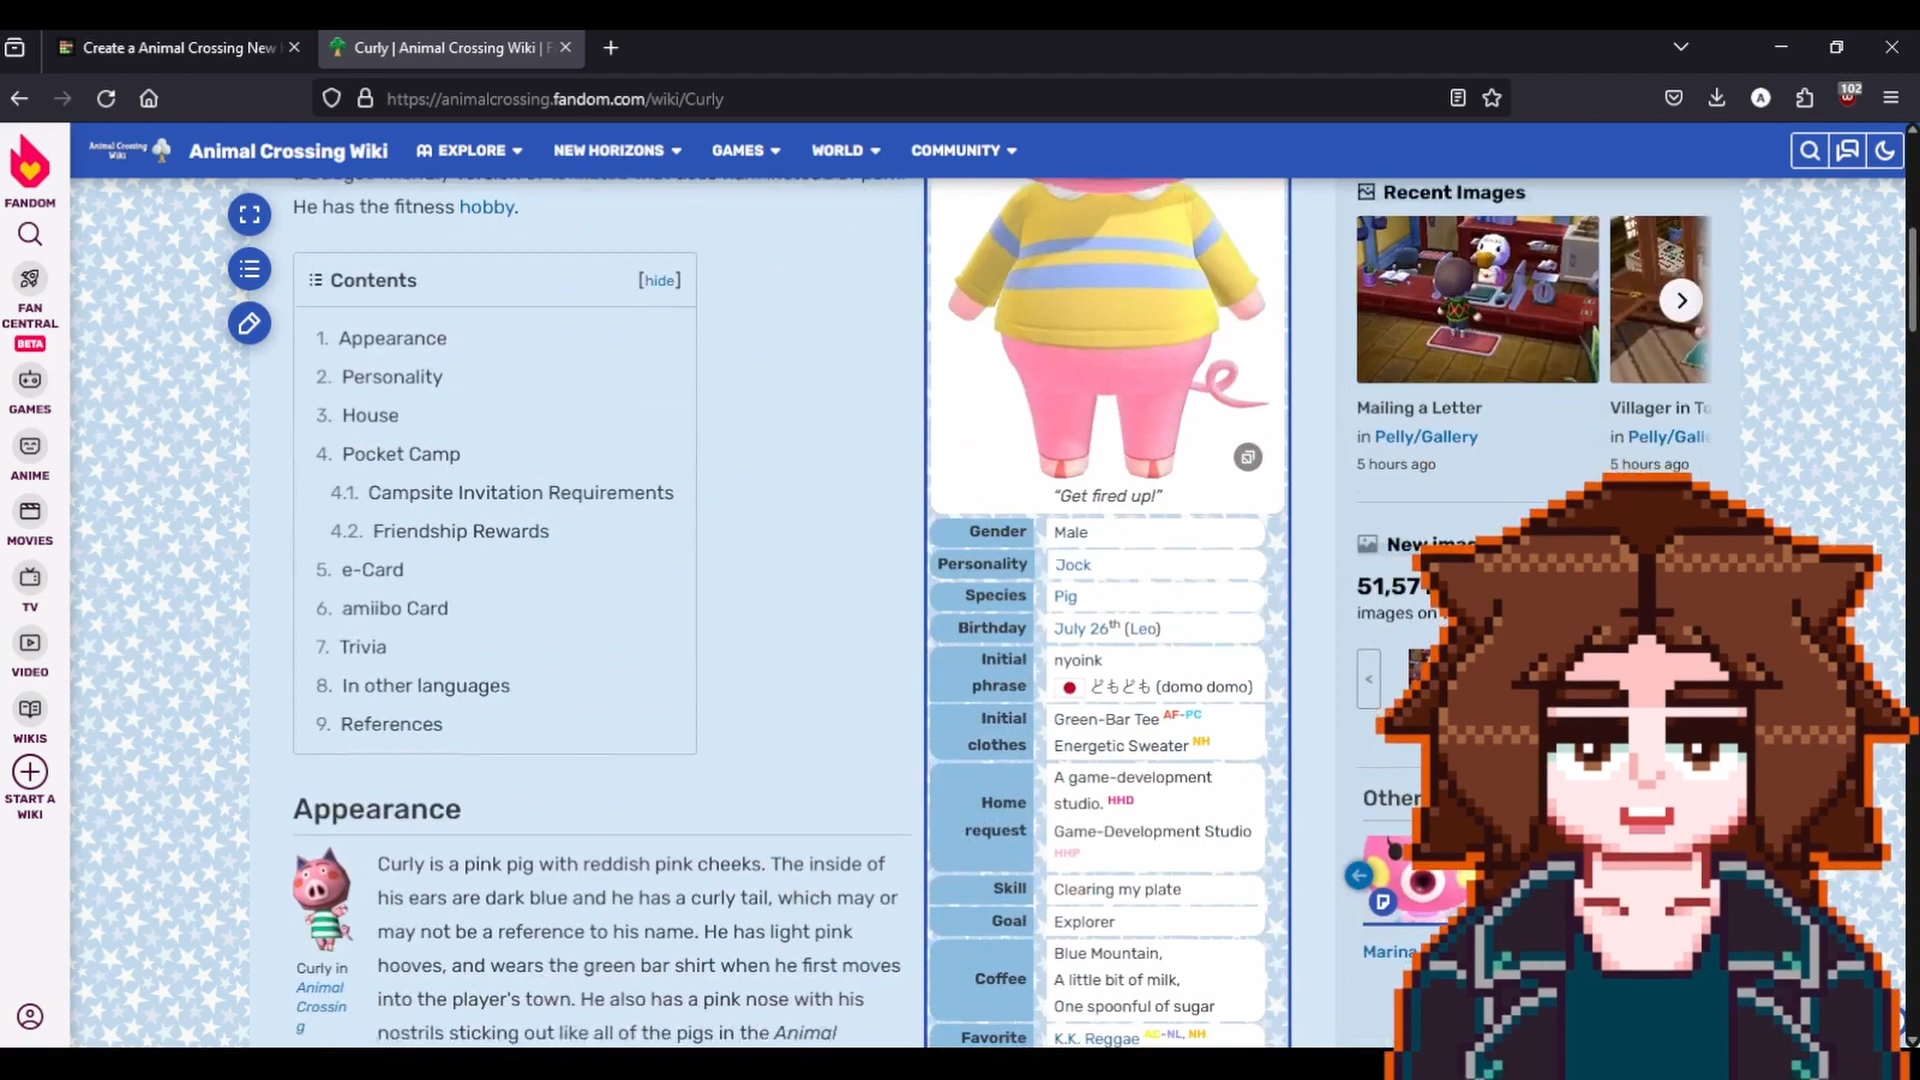 Create a Animal Crossing New
Curly | Animal Crossing Wiki | F
https://animalcrossing.fandom.com/wiki/Curly
102
A
Animal Crossing Wiki
Animal Crossing Wiki
EXPLORE
NEW HORIZONS
GAMES
WORLD
COMMUNITY
FANDOM
FAN CENTRAL
BETA
GAMES
ANIME
MOVIES
TV
VIDEO
WIKIS
START A WIKI
He has the fitness hobby.
Contents [hide]
1. Appearance
2. Personality
3. House
4. Pocket Camp
4.1. Campsite Invitation Requirements
4.2. Friendship Rewards
5. e-Card
6. amiibo Card
7. Trivia
8. In other languages
9. References
Appearance
Curly in
Animal
Crossin
g
Curly is a pink pig with reddish pink cheeks. The inside of
his ears are dark blue and he has a curly tail, which may or
may not be a reference to his name. He has light pink
hooves, and wears the green bar shirt when he first moves
into the player's town. He also has a pink nose with his
nostrils sticking out like all of the pigs in the Animal
"Get fired up!"
Gender Male
Personality Jock
Species Pig
Birthday July 26th (Leo)
Initial phrase nyoink
どもども (domo domo)
Initial clothes Green-Bar Tee AF-PC
Energetic Sweater NH
Home request A game-development
studio. HHD
Game-Development Studio
HHP
Skill Clearing my plate
Goal Explorer
Coffee Blue Mountain,
A little bit of milk,
One spoonful of sugar
Favorite K.K. Reggae AC-NL, NH
Recent Images
Mailing a Letter
in Pelly/Gallery
5 hours ago
Villager in To
in Pelly/Galle
5 hours ago
New ima
51,57
images on
Other
Marina